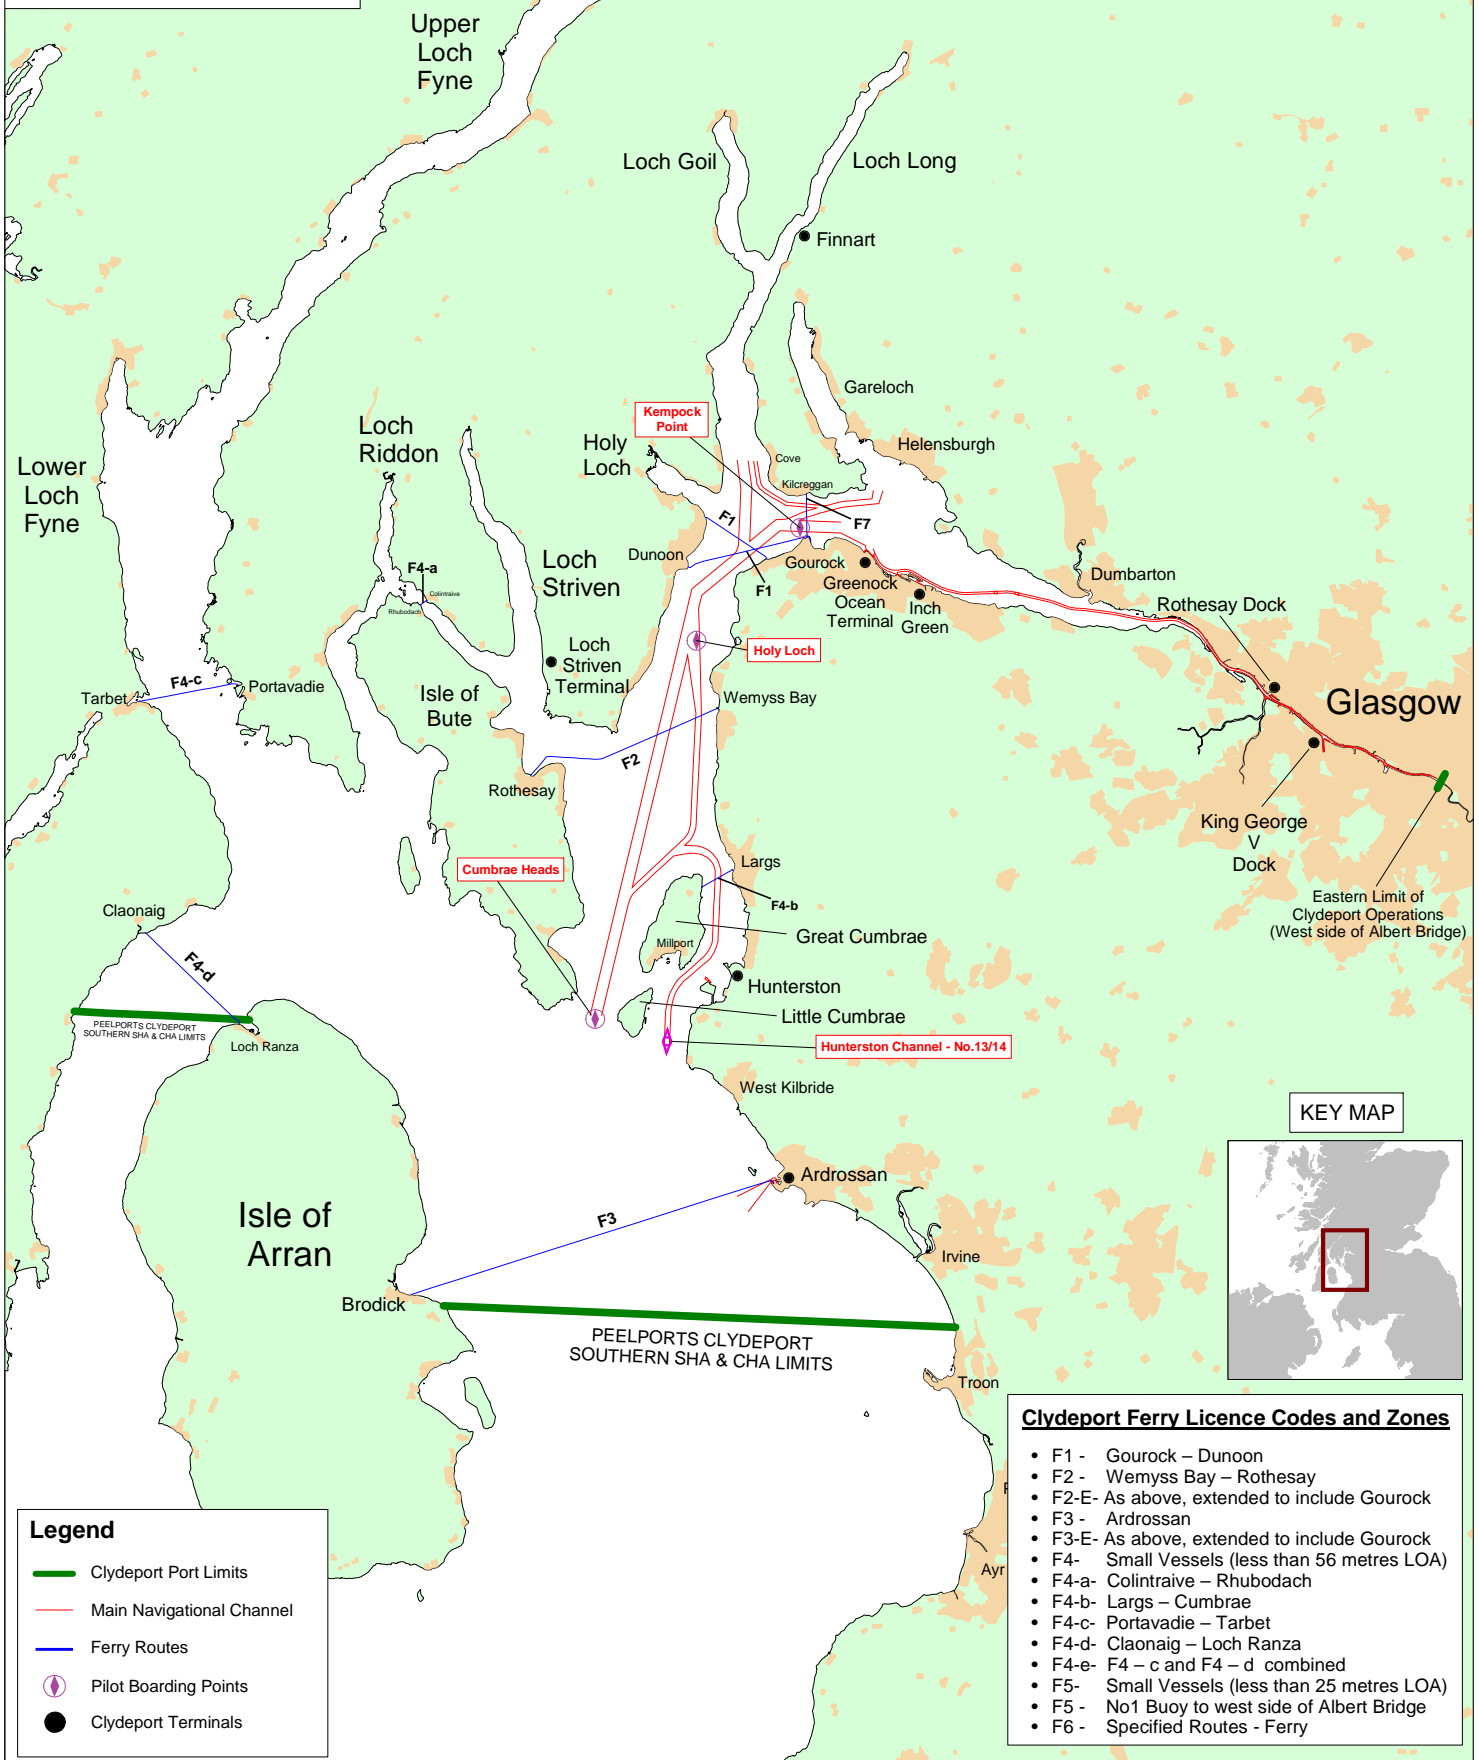 Upper
Loch
Fyne
Loch Goil
Loch Long
Finnart
Gareloch
Kempock
Point
Helensburgh
Loch
Riddon
Holy
Loch
Cove
Kilcreggan
Lower
Loch
Fyne
F1
F7
Dunoon
Gourock
F1
Loch
Striven
F4-a
Colintraive
Rhubodach
Greenock
Ocean
Terminal
Inch
Green
Dumbarton
Rothesay Dock
Holy Loch
Loch
Striven
Terminal
F4-c
Portavadie
Tarbet
Isle of
Bute
Wemyss Bay
Glasgow
F2
Rothesay
King George
V
Dock
Largs
Cumbrae Heads
F4-b
Eastern Limit of
Clydeport Operations
(West side of Albert Bridge)
Claonaig
Great Cumbrae
Millport
F4-d
Hunterston
Little Cumbrae
PEELPORTS CLYDEPORT
SOUTHERN SHA & CHA LIMITS
Loch Ranza
Hunterston Channel - No.13/14
West Kilbride
KEY MAP
Ardrossan
Isle of
Arran
F3
Irvine
Brodick
PEELPORTS CLYDEPORT
SOUTHERN SHA & CHA LIMITS
Troon
Ayr
Clydeport Ferry Licence Codes and Zones
• F1 - Gourock – Dunoon
• F2 - Wemyss Bay – Rothesay
• F2-E- As above, extended to include Gourock
• F3 - Ardrossan
• F3-E- As above, extended to include Gourock
• F4- Small Vessels (less than 56 metres LOA)
• F4-a- Colintraive – Rhubodach
• F4-b- Largs – Cumbrae
• F4-c- Portavadie – Tarbet
• F4-d- Claonaig – Loch Ranza
• F4-e- F4 – c and F4 – d combined
• F5- Small Vessels (less than 25 metres LOA)
• F5 - No1 Buoy to west side of Albert Bridge
• F6 - Specified Routes - Ferry
Legend
Clydeport Port Limits
Main Navigational Channel
Ferry Routes
Pilot Boarding Points
Clydeport Terminals